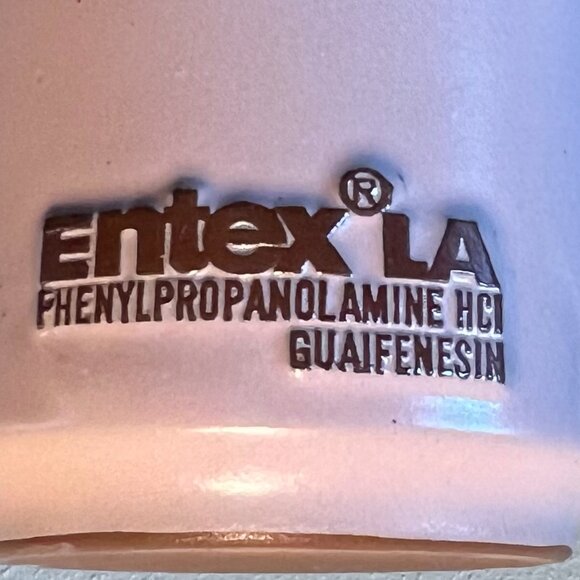 Entex® LA
PHENYLPROPANOLAMINE HCl
GUAIFENESIN